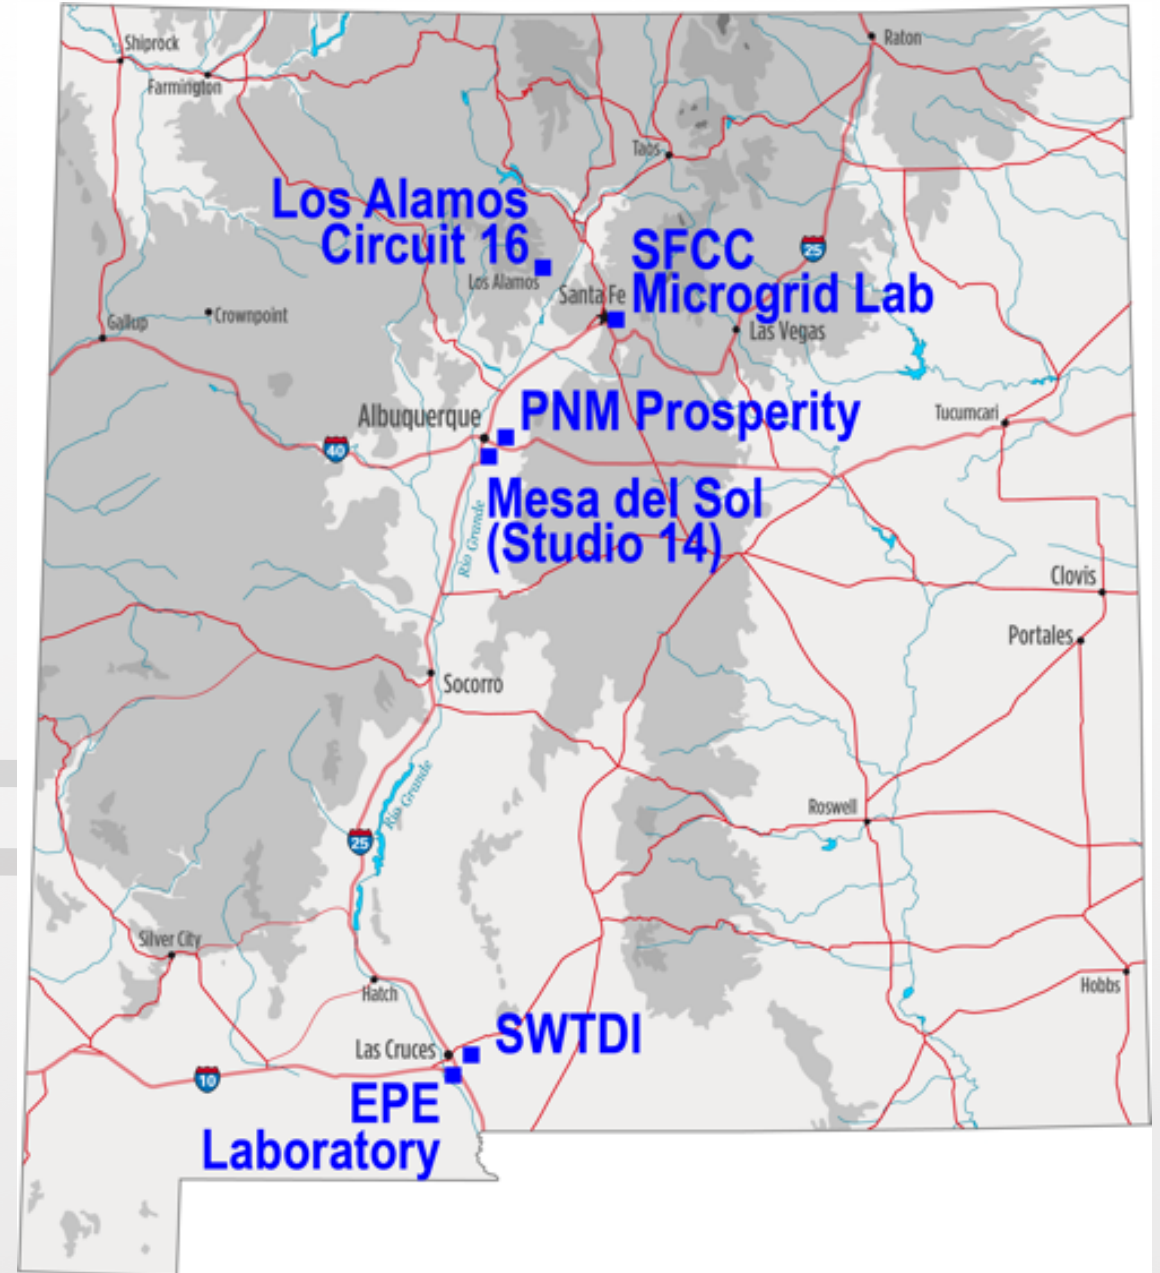 Shiprock
Raton
Farmington
Taos
Los Alamos
Circuit 16
SFCC
25
Los Alamos
Microgrid Lab
Santa Fe
Crownpoint
Gallup
Las Vegas
PNM Prosperity
Albuquerque
Tucumcari
40
Mesa del Sol
(Studio 14)
Rio Grande
Clovis
Portales
Socorro
Rio Grande
Roswell
25
Silver City
Hobbs
Hatch
SWTDI
Las Cruces
10
EPE
Laboratory